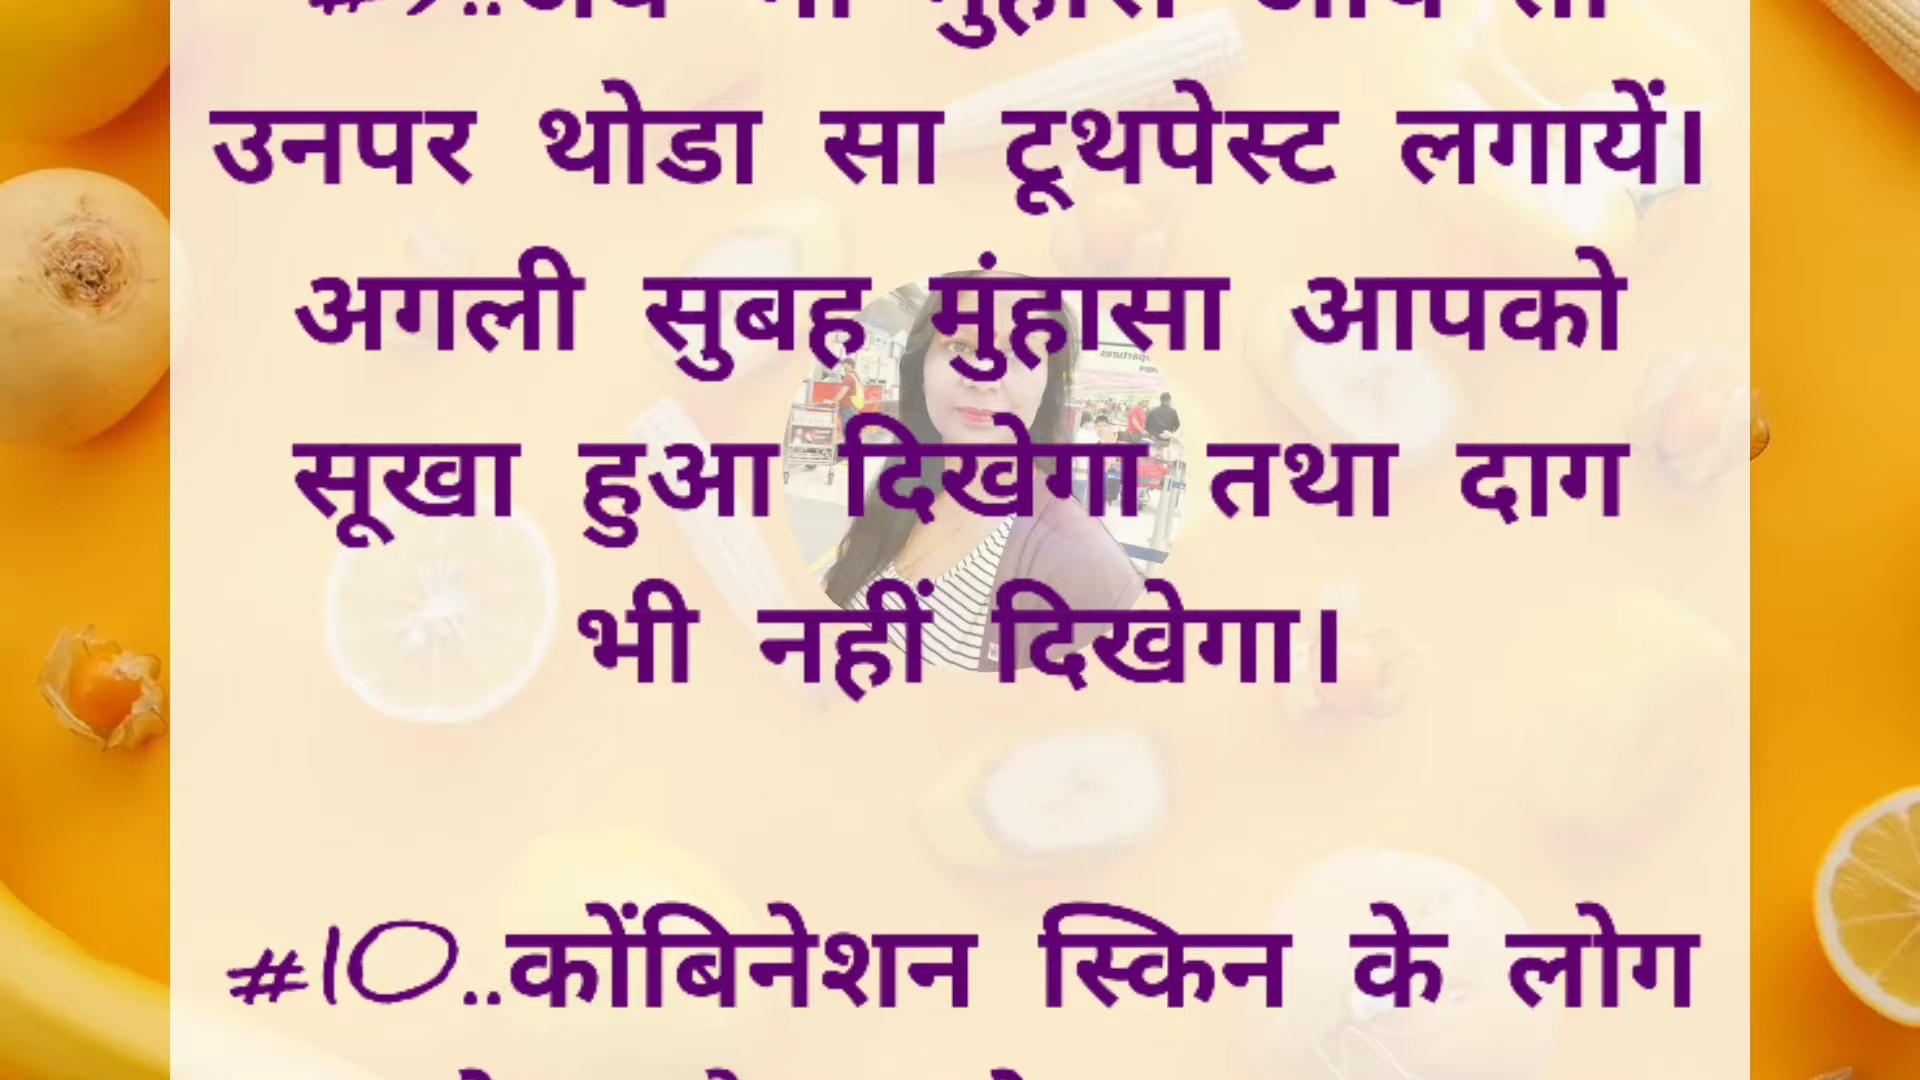 उनपर थोडा सा टूथपेस्ट लगायें।
अगली सुबह मुंहासा आपको
सूखा हुआ दिखेगा तथा दाग
भी नहीं दिखेगा।
#10..कोंबिनेशन स्किन के लोग